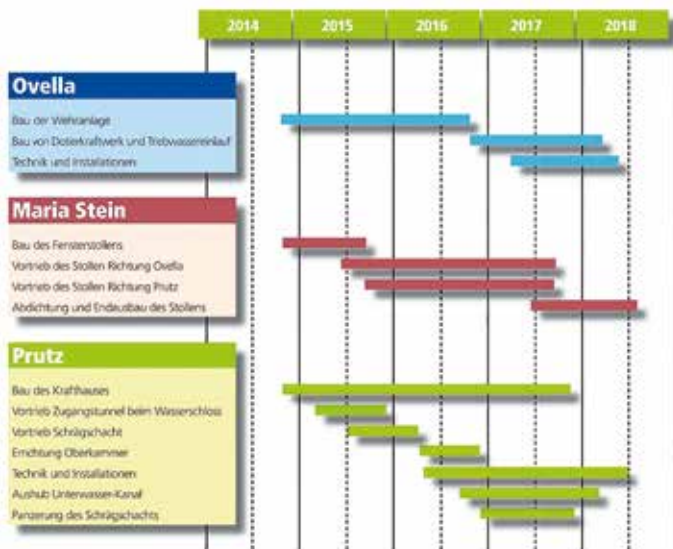 2014 2015 2016 2017 2018
Ovella
Bau der Wehranlage
Bau von Dotierkraftwerk und Triebwassereinlauf
Technik und Installationen
Maria Stein
Bau des Fensterstollens
Vortrieb des Stollen Richtung Ovella
Vortrieb des Stollen Richtung Prutz
Abdichtung und Endausbau des Stollens
Prutz
Bau des Krafthauses
Vortrieb Zugangstunnel beim Wasserschloss
Vortrieb Schrägschacht
Errichtung Oberkammer
Technik und Installationen
Aushub Unterwasser-Kanal
Panzerung des Schrägschachts